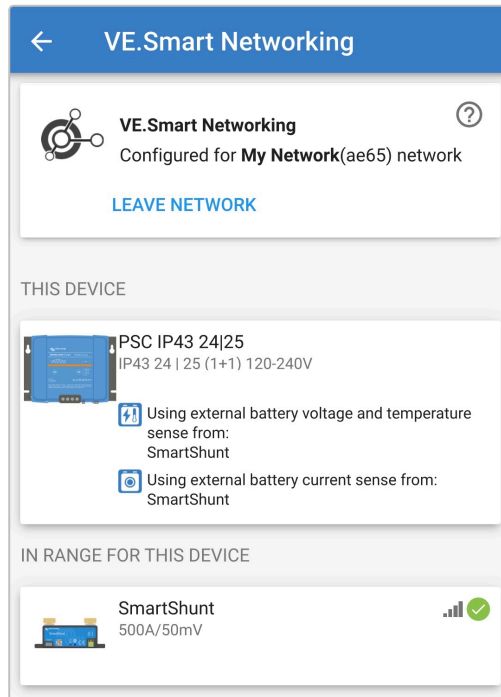 VE.Smart Networking
VE.Smart Networking
Configured for My Network(ae65) network
LEAVE NETWORK
THIS DEVICE
PSC IP43 24|25
IP43 24 | 25 (1+1) 120-240V
Using external battery voltage and temperature
sense from:
SmartShunt
Using external battery current sense from:
SmartShunt
IN RANGE FOR THIS DEVICE
SmartShunt
500A/50mV